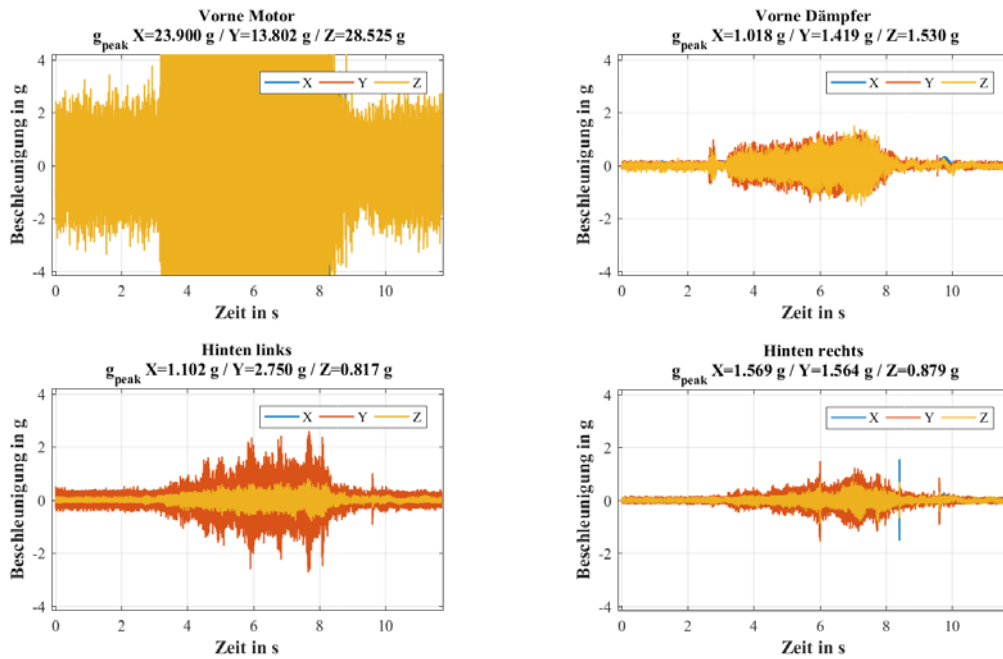 Vorne Motor
g_peak X=23.900 g / Y=13.802 g / Z=28.525 g
4
2
0
-2
-4
Beschleunigung in g
X Y Z
0 2 4 6 8 10
Zeit in s
Vorne Dämpfer
g_peak X=1.018 g / Y=1.419 g / Z=1.530 g
4
2
0
-2
-4
Beschleunigung in g
X Y Z
0 2 4 6 8 10
Zeit in s
Hinten links
g_peak X=1.102 g / Y=2.750 g / Z=0.817 g
4
2
0
-2
-4
Beschleunigung in g
X Y Z
0 2 4 6 8 10
Zeit in s
Hinten rechts
g_peak X=1.569 g / Y=1.564 g / Z=0.879 g
4
2
0
-2
-4
Beschleunigung in g
X Y Z
0 2 4 6 8 10
Zeit in s